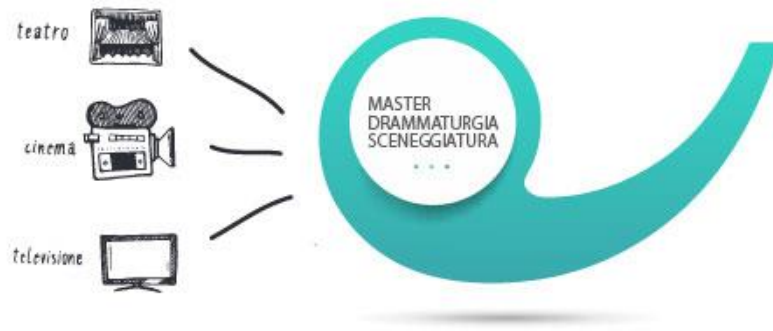 teatro
cinema
televisione
MASTER
DRAMMATURGIA
SCENEGGIATURA
...